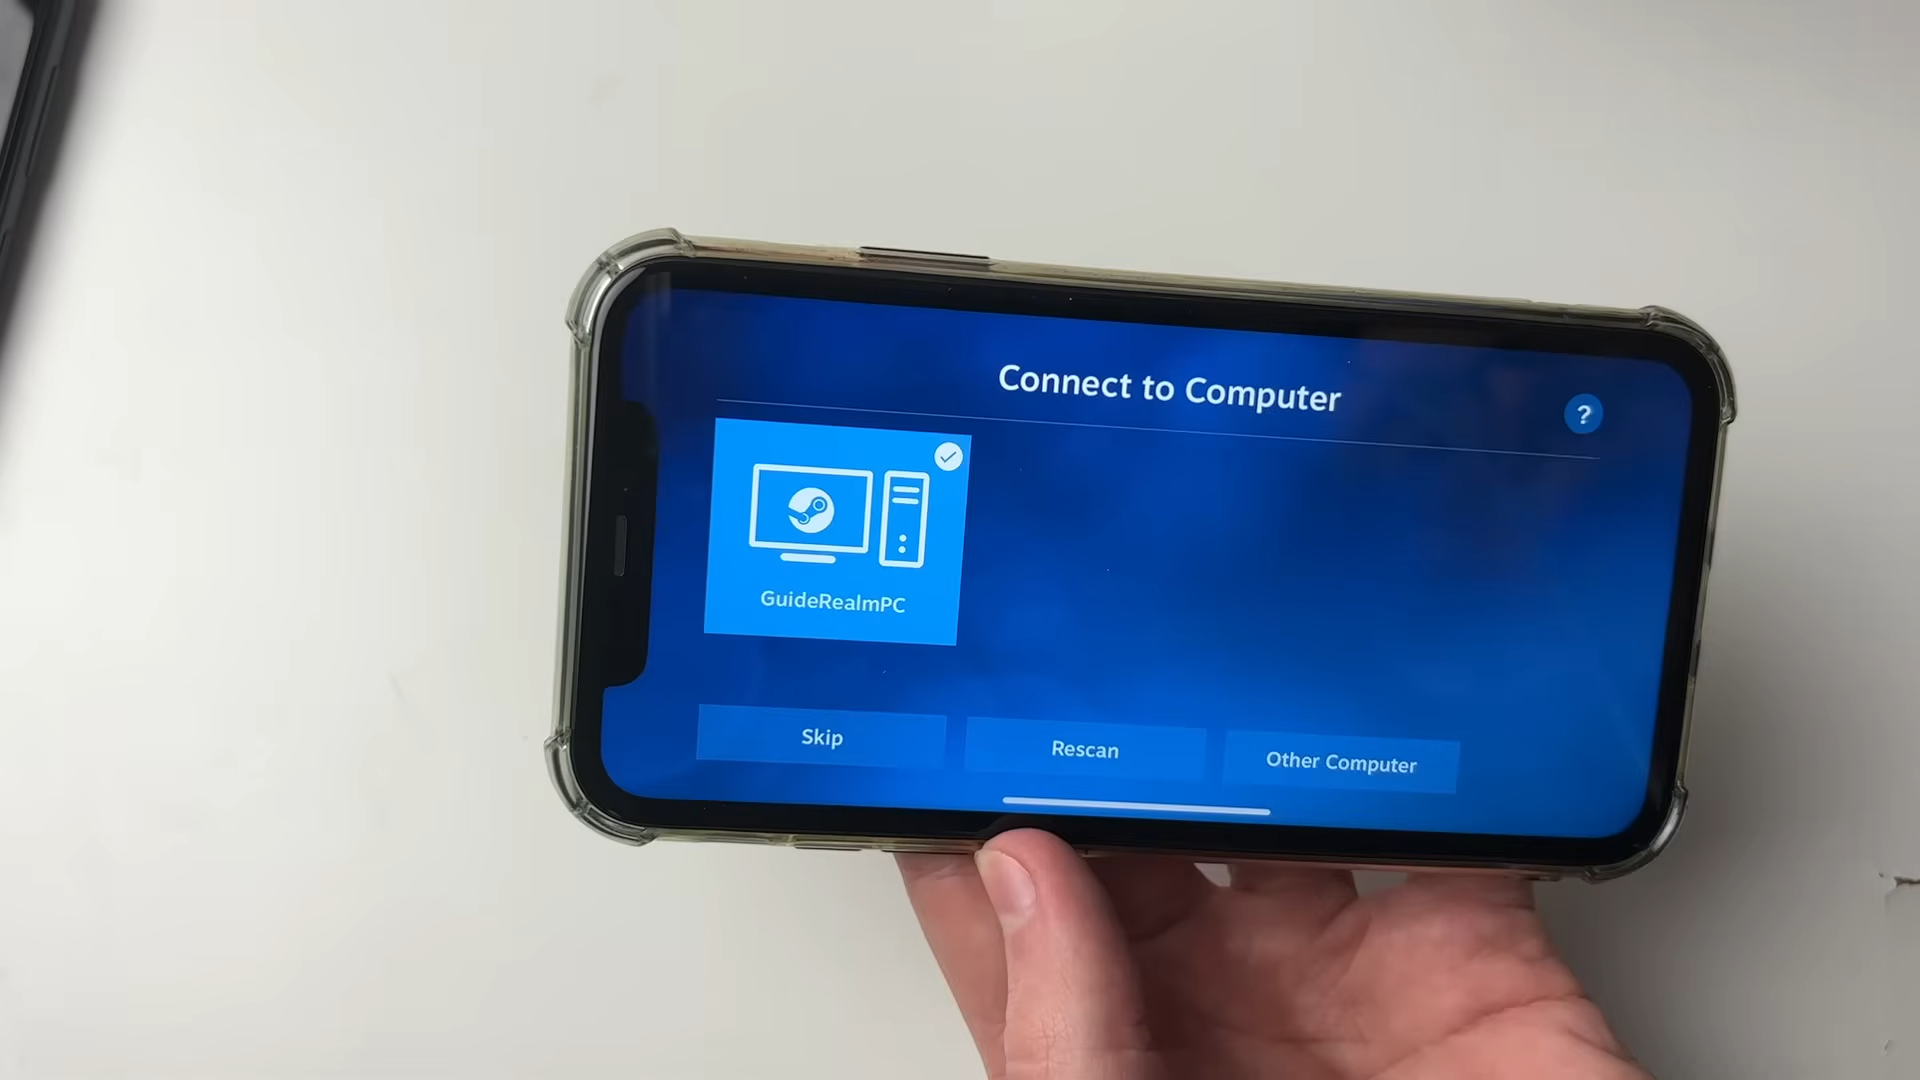 Connect to Computer
?
GuideRealmPC
Skip
Rescan
Other Computer